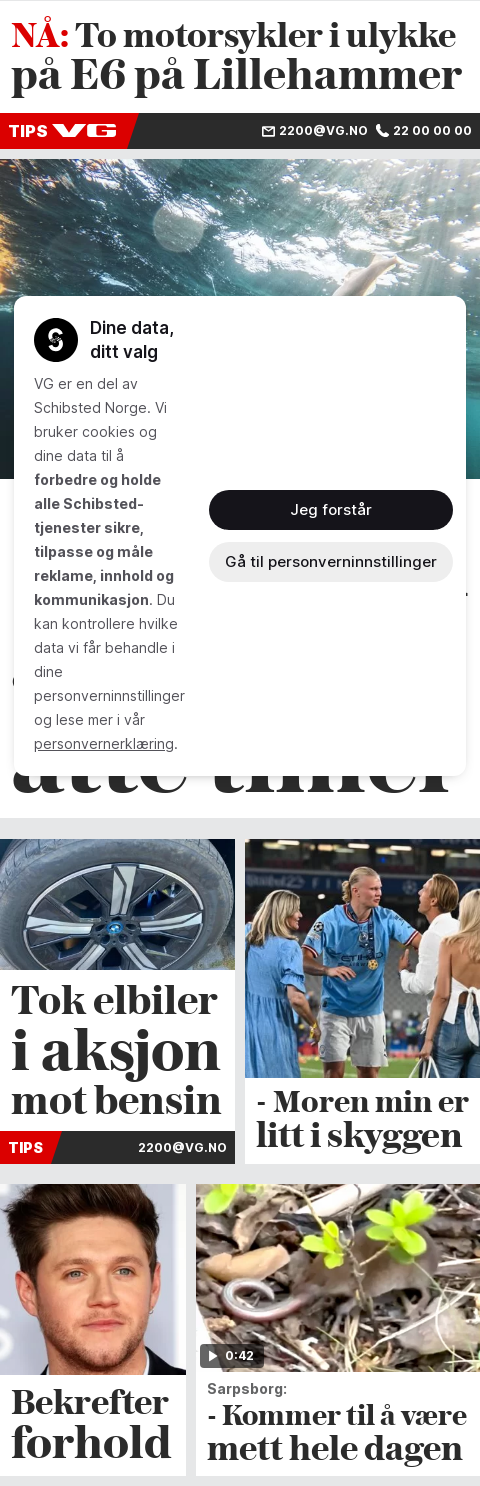 NÅ: To motorsykler i ulykke
på E6 på Lillehammer
TIPS VG
2200@VG.NO 22 00 00 00
Dine data,
ditt valg
VG er en del av
Schibsted Norge. Vi
bruker cookies og
dine data til å
forbedre og holde
alle Schibsted-
tjenester sikre,
tilpasse og måle
reklame, innhold og
kommunikasjon. Du
kan kontrollere hvilke
data vi får behandle i
dine
personverninnstillinger
og lese mer i vår
personvernerklæring.
Jeg forstår
Gå til personverninnstillinger
åtte timer
Tok elbiler
i aksjon
mot bensin
TIPS
2200@VG.NO
- Moren min er
litt i skyggen
Bekrefter
forhold
0:42
Sarpsborg:
- Kommer til å være
mett hele dagen